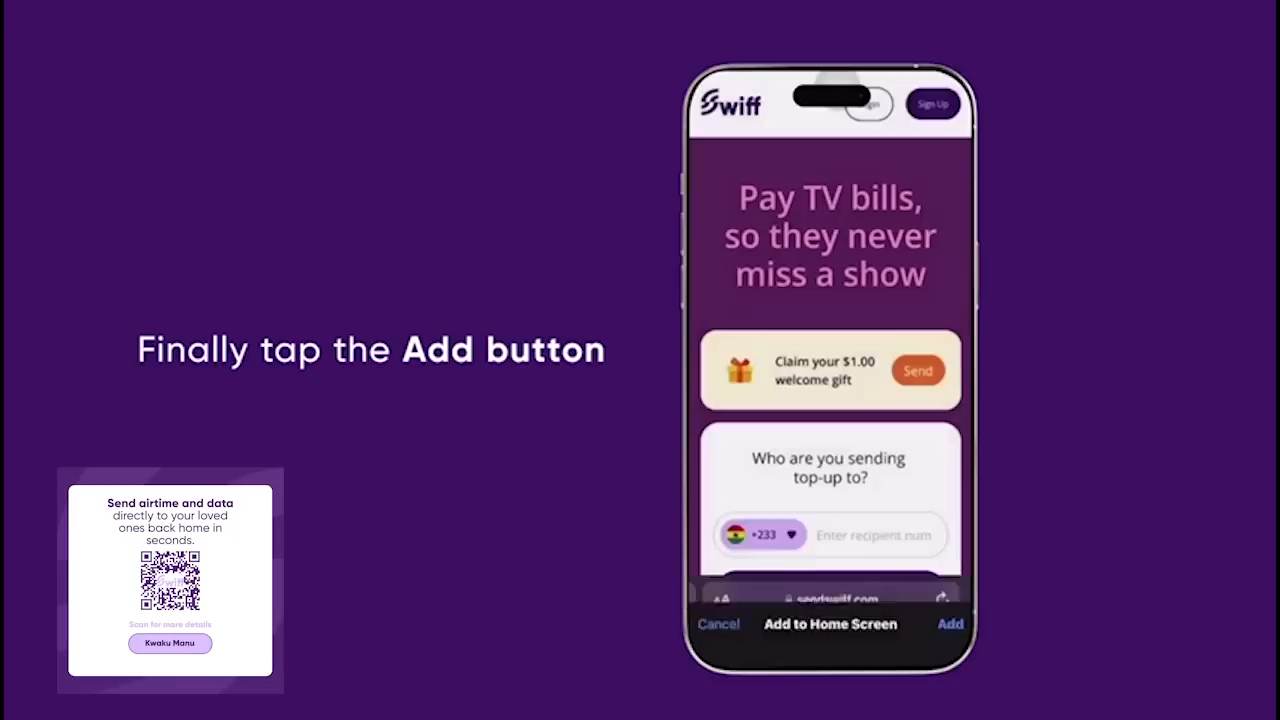 Finally tap the Add button
Send airtime and data
directly to your loved
ones back home in
seconds.
Swiff
Scan for more details
Kwaku Manu
Swiff
Sign Up
Pay TV bills,
so they never
miss a show
Claim your $1.00
welcome gift
Send
Who are you sending
top-up to?
+233
Enter recipient num
AA
sendswiff.com
Cancel
Add to Home Screen
Add